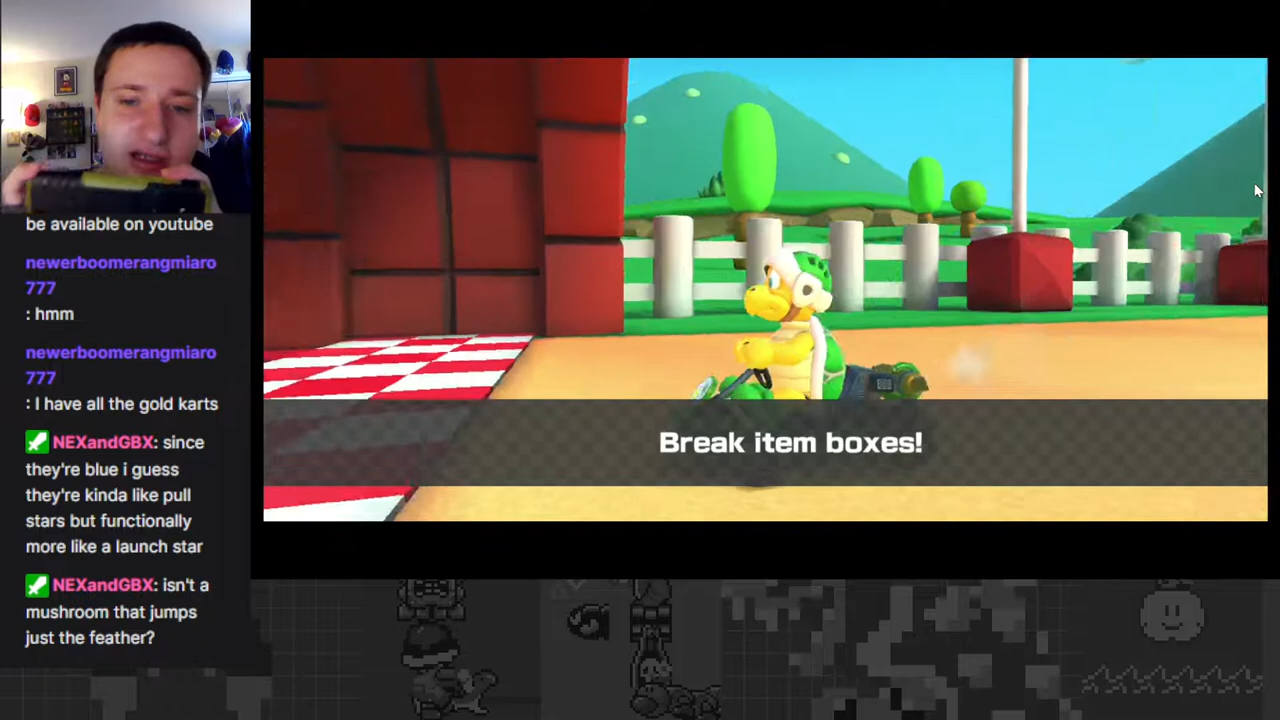 be available on youtube
newerboomerangmiaro
777
: hmm
newerboomerangmiaro
777
: I have all the gold karts
NEXandGBX: since
they're blue i guess
they're kinda like pull
stars but functionally
more like a launch star
NEXandGBX: isn't a
mushroom that jumps
just the feather?
Break item boxes!